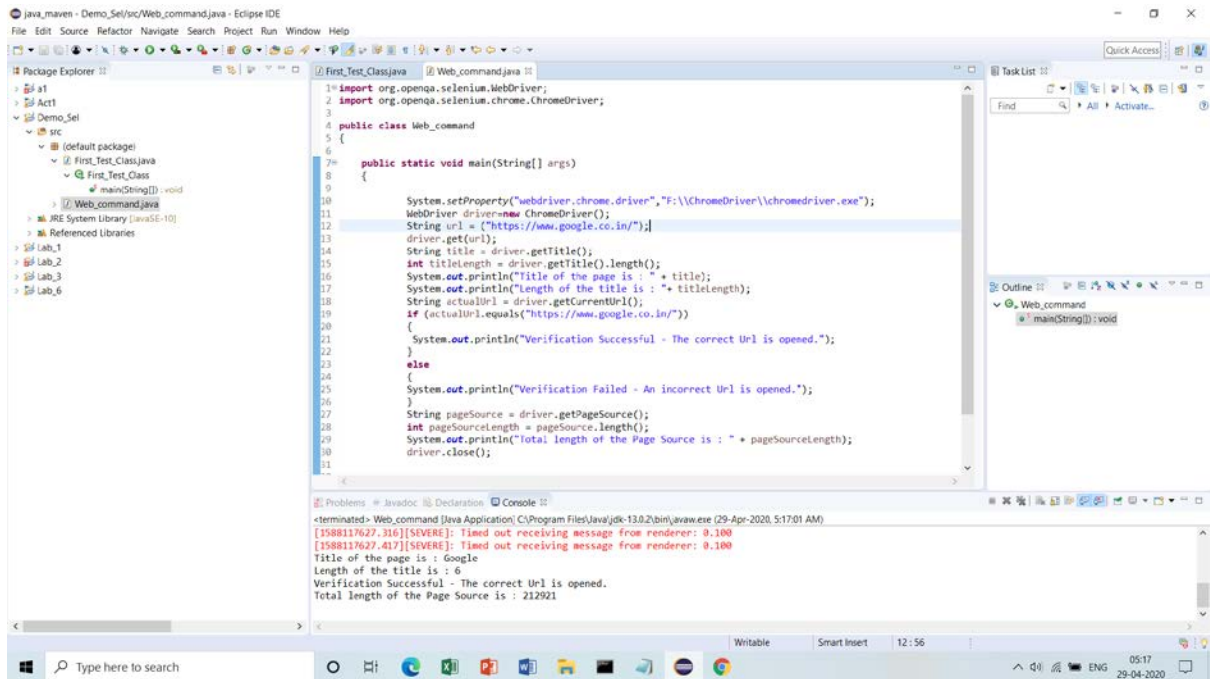 java_maven - Demo_Sel/src/Web_command.java - Eclipse IDE
File Edit Source Refactor Navigate Search Project Run Window Help
Quick Access
Package Explorer
a1
Act1
Demo_Sel
src
(default package)
First_Test_Class.java
First_Test_Class
main(String[]) : void
Web_command.java
JRE System Library [JavaSE-10]
Referenced Libraries
Lab_1
Lab_2
Lab_3
Lab_6
First_Test_Class.java Web_command.java
1 import org.openqa.selenium.WebDriver;
2 import org.openqa.selenium.chrome.ChromeDriver;
3
4 public class Web_command
5 {
6
7 public static void main(String[] args)
8 {
9
10 System.setProperty("webdriver.chrome.driver","F:\\ChromeDriver\\chromedriver.exe");
11 WebDriver driver=new ChromeDriver();
12 String url = ("https://www.google.co.in/");
13 driver.get(url);
14 String title = driver.getTitle();
15 int titleLength = driver.getTitle().length();
16 System.out.println("Title of the page is : " + title);
17 System.out.println("Length of the title is : "+ titleLength);
18 String actualUrl = driver.getCurrentUrl();
19 if (actualUrl.equals("https://www.google.co.in/"))
20 {
21 System.out.println("Verification Successful - The correct Url is opened.");
22 }
23 else
24 {
25 System.out.println("Verification Failed - An incorrect Url is opened.");
26 }
27 String pageSource = driver.getPageSource();
28 int pageSourceLength = pageSource.length();
29 System.out.println("Total length of the Page Source is : " + pageSourceLength);
30 driver.close();
31
Task List
Find All Activate...
Outline
Web_command
main(String[]) : void
Problems Javadoc Declaration Console
<terminated> Web_command [Java Application] C:\Program Files\Java\jdk-13.0.2\bin\javaw.exe (29-Apr-2020, 5:17:01 AM)
[1588117627.316][SEVERE]: Timed out receiving message from renderer: 0.100
[1588117627.417][SEVERE]: Timed out receiving message from renderer: 0.100
Title of the page is : Google
Length of the title is : 6
Verification Successful - The correct Url is opened.
Total length of the Page Source is : 212921
Writable Smart Insert 12 : 56
Type here to search
ENG
05:17
29-04-2020